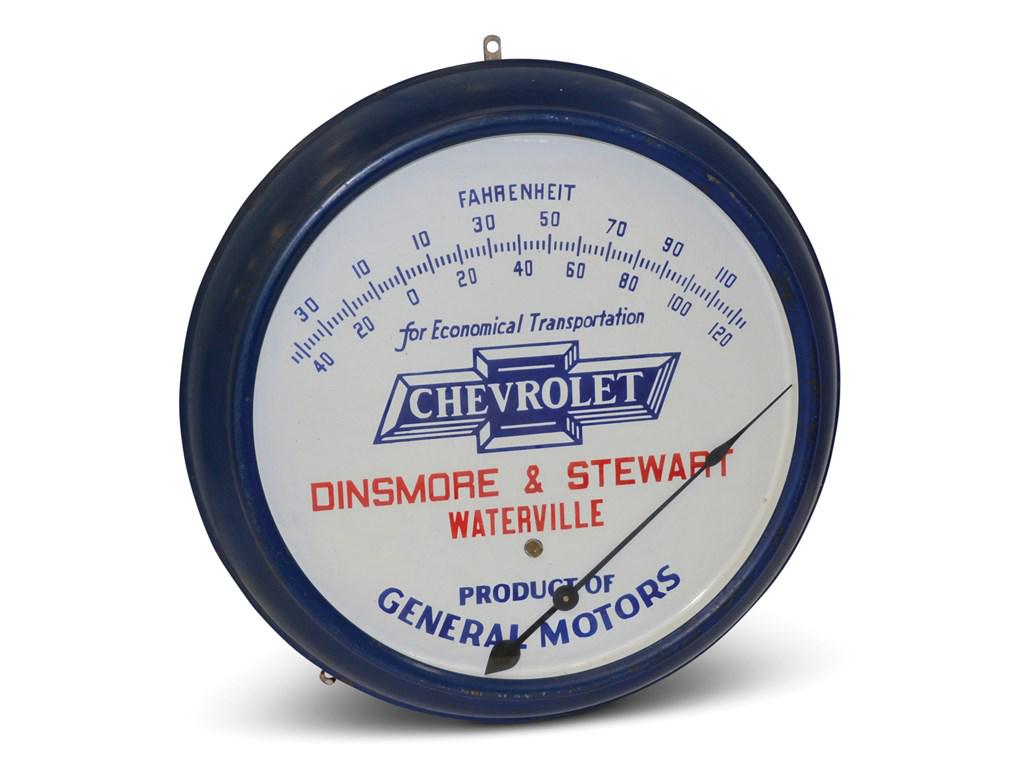 FAHRENHEIT
30 10 10 30 50 70 90 110
40 20 0 20 40 60 80 100 120
for Economical Transportation
CHEVROLET
DINSMORE & STEWART
WATERVILLE
PRODUCT OF
GENERAL MOTORS